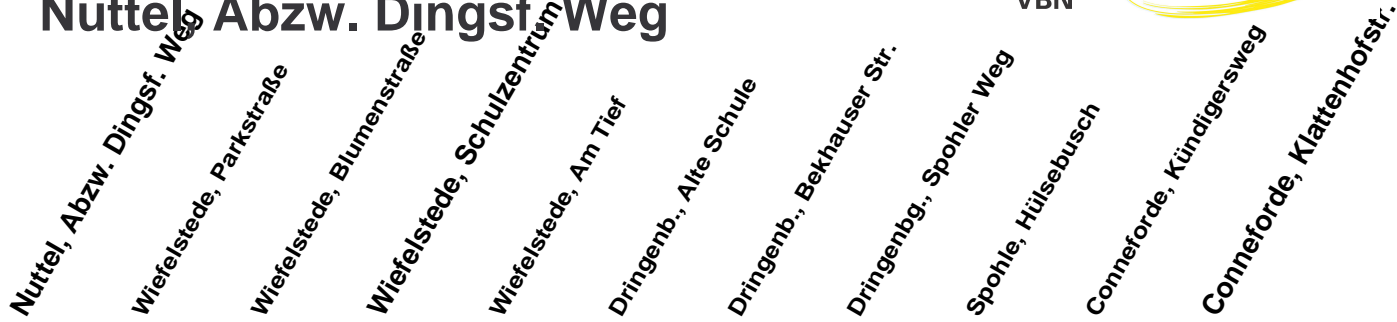 Nuttel, Abzw. Dingsf. Weg
VBN
Nuttel, Abzw. Dingsf. Weg
Wiefelstede, Parkstraße
Wiefelstede, Blumenstraße
Wiefelstede, Schulzentrum
Wiefelstede, Am Tief
Dringenb., Alte Schule
Dringenb., Bekhauser Str.
Dringenbg., Spohler Weg
Spohle, Hülsebusch
Conneforde, Kündigersweg
Conneforde, Klattenhofstr.